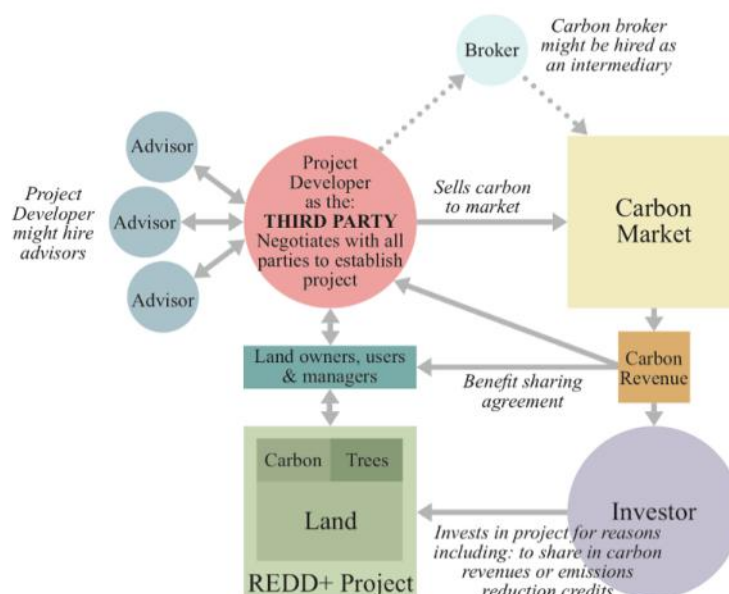 Broker
Carbon broker
might be hired as
an intermediary
Advisor
Advisor
Advisor
Project
Developer
might hire
advisors
Project
Developer
as the:
THIRD PARTY
Negotiates with all
parties to establish
project
Sells carbon
to market
Carbon
Market
Land owners, users
& managers
Benefit sharing
agreement
Carbon
Revenue
Carbon
Trees
Land
REDD+ Project
Investor
Invests in project for reasons
including: to share in carbon
revenues or emissions
reduction credits